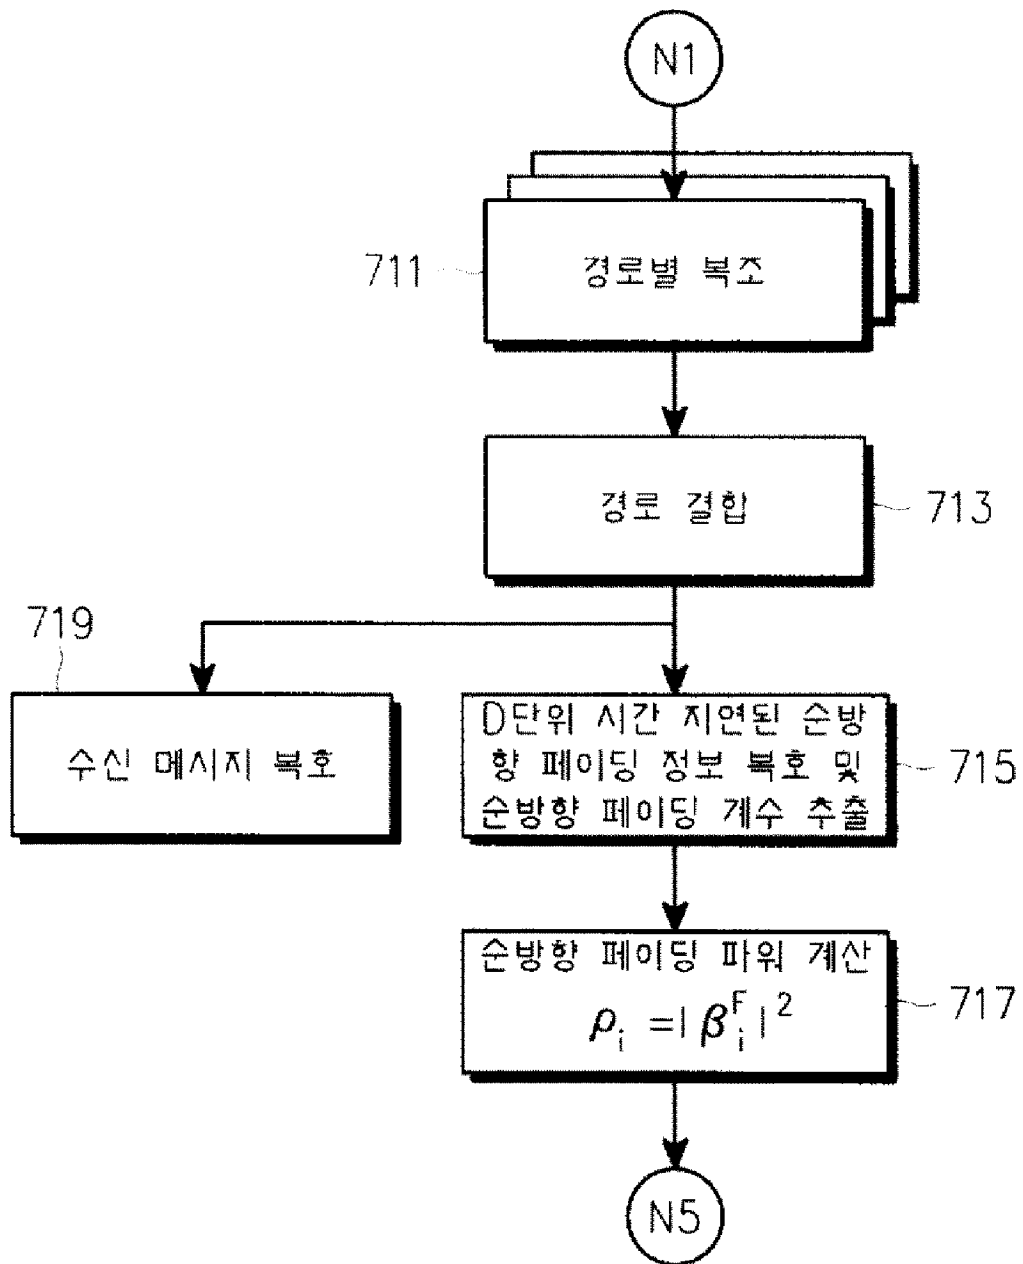 N1
711
경로별 복조
경로 결합
713
719
수신 메시지 복호
D단위 시간 지연된 순방
향 페이딩 정보 복호 및
순방향 페이딩 계수 추출
715
순방향 페이딩 파워 계산
ρᵢ = | βᵢᶠ | ²
717
N5